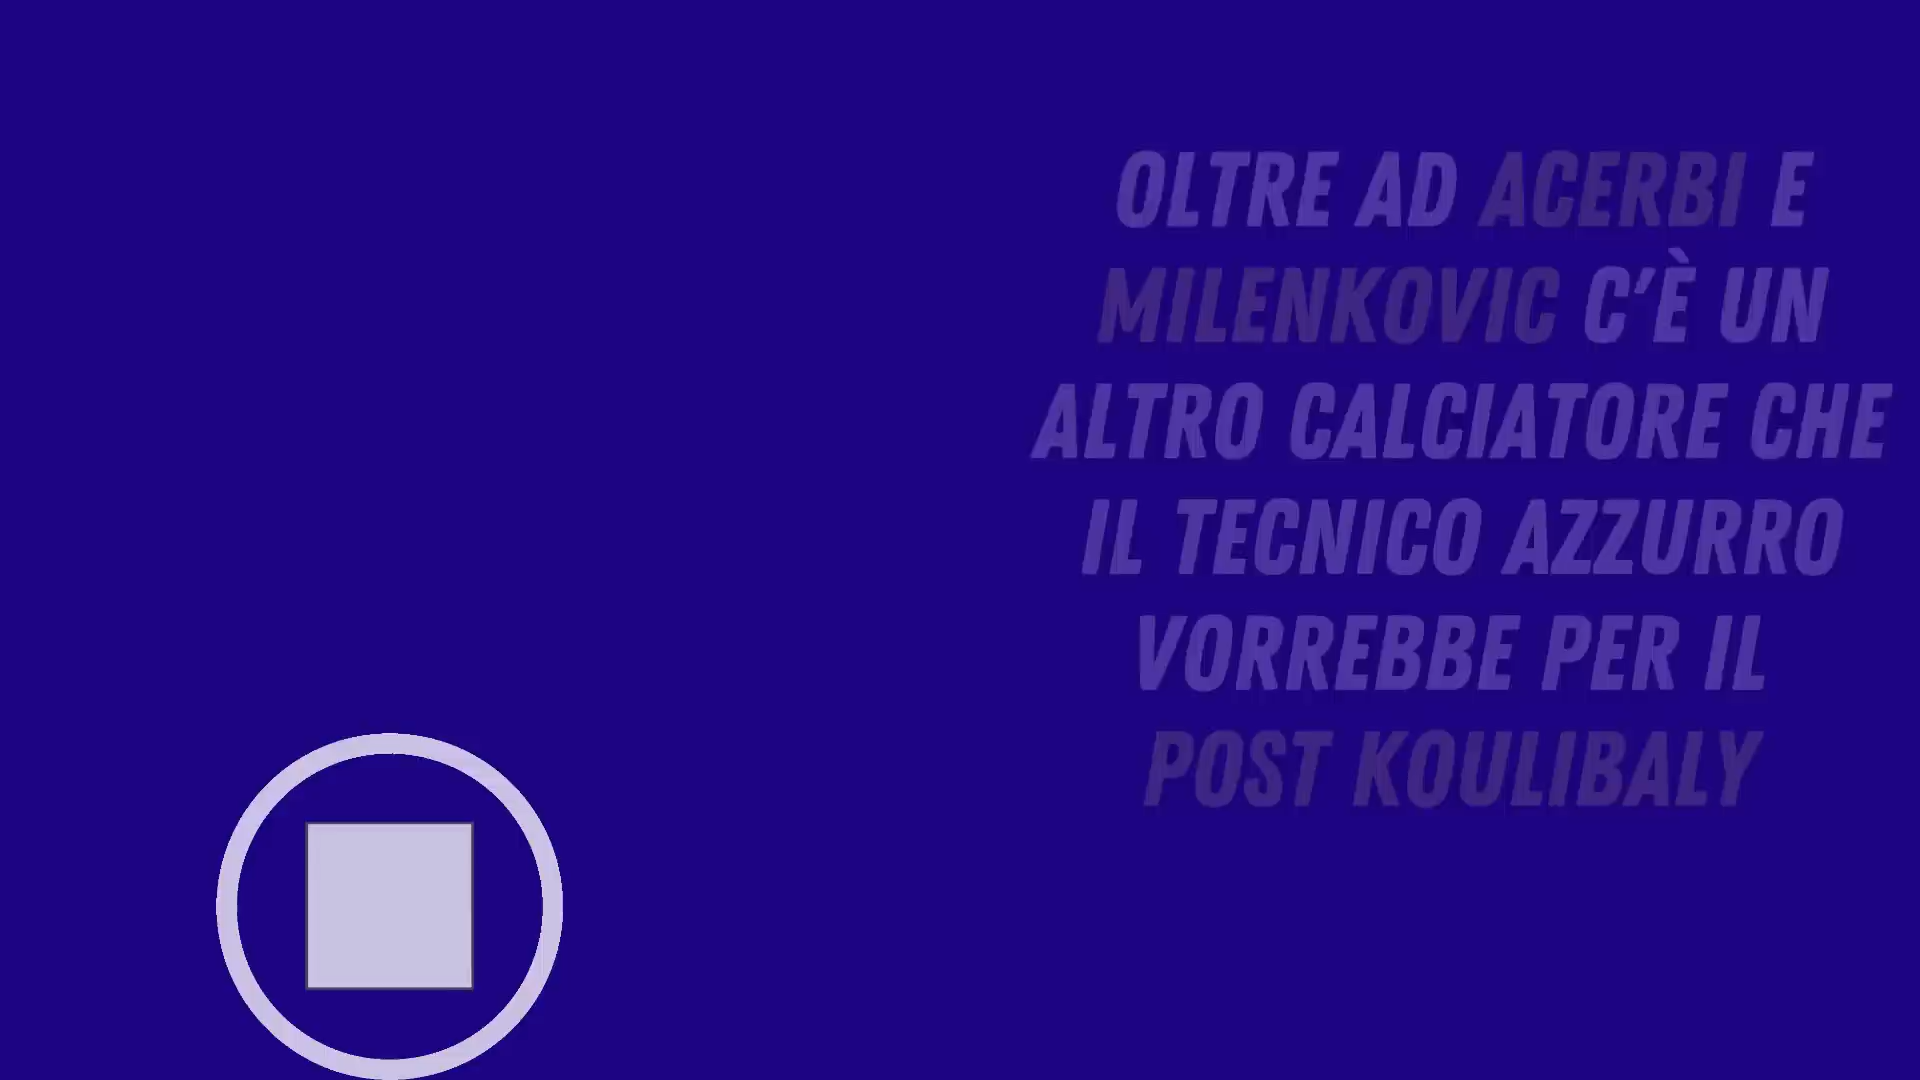 OLTRE AD ACERBI E
MILENKOVIC C'È UN
ALTRO CALCIATORE CHE
IL TECNICO AZZURRO
VORREBBE PER IL
POST KOULIBALY